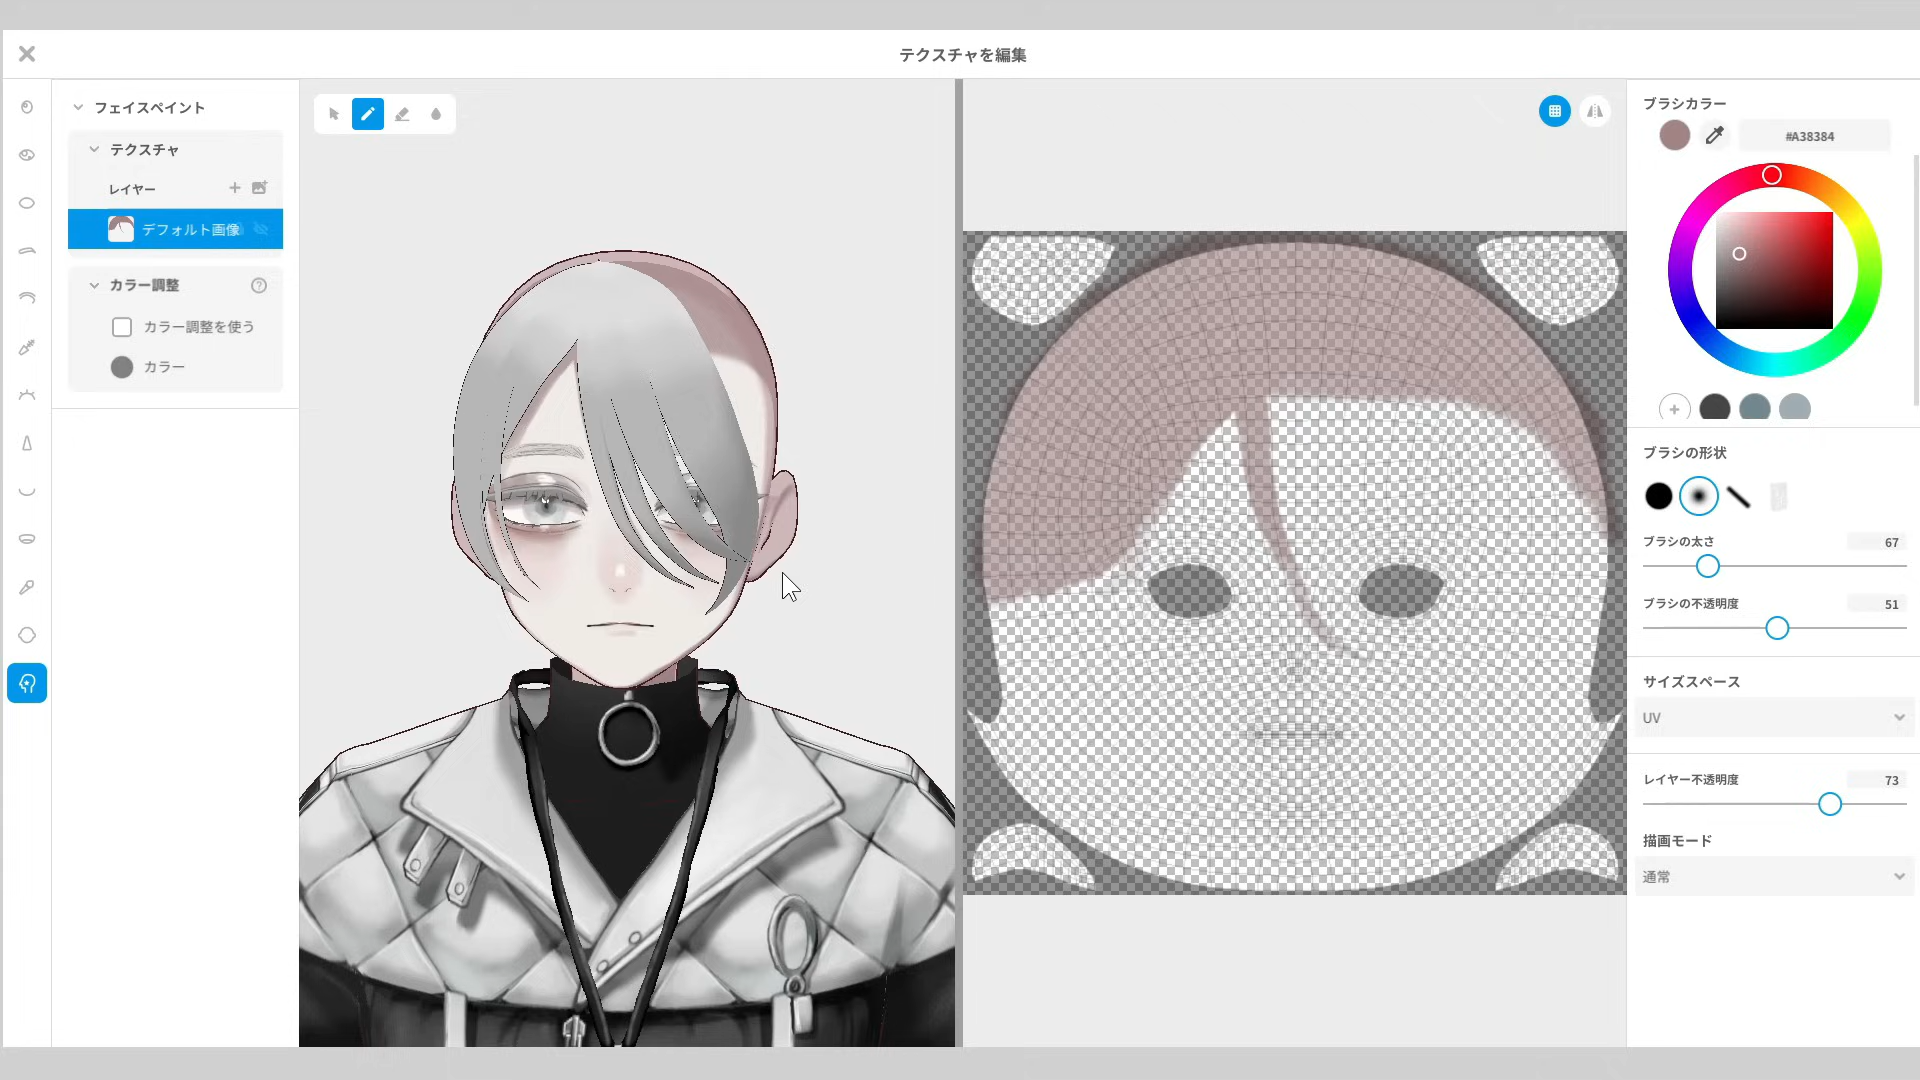 テクスチャを編集
フェイスペイント
テクスチャ
レイヤー
デフォルト画像
カラー調整
カラー調整を使う
カラー
ブラシカラー
#A38384
ブラシの形状
ブラシの太さ 67
ブラシの不透明度 51
サイズスペース
UV
レイヤー不透明度 73
描画モード
通常